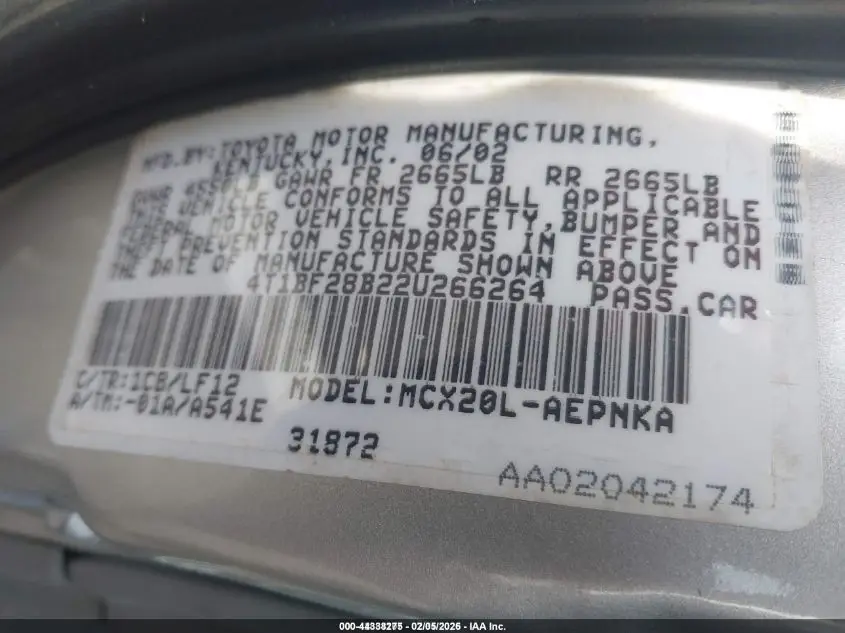 MFD.BY:TOYOTA MOTOR MANUFACTURING,
KENTUCKY,INC. 06/02
GVWR 4550LB GAWR FR 2665LB RR 2665LB
THIS VEHICLE CONFORMS TO ALL APPLICABLE
FEDERAL MOTOR VEHICLE SAFETY,BUMPER AND
THEFT PREVENTION STANDARDS IN EFFECT ON
THE DATE OF MANUFACTURE SHOWN ABOVE
4T1BF28B22U266264 PASS.CAR
C/TR:1CB/LF12 MODEL:MCX20L-AEPNKA
A/TM:-01A/A541E
31872
AA02042174
02/05/2026 - IAA Inc.